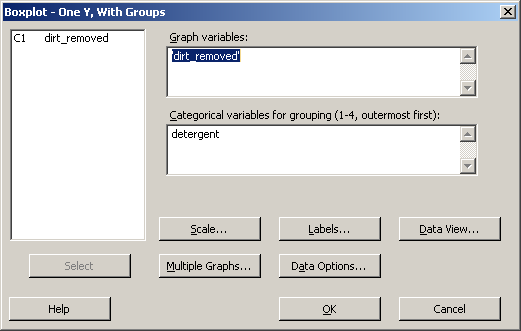 Boxplot - One Y, With Groups
C1 dirt_removed
Graph variables:
'dirt_removed'
Categorical variables for grouping (1-4, outermost first):
detergent
Scale...
Labels...
Data View...
Select
Multiple Graphs...
Data Options...
Help
OK
Cancel